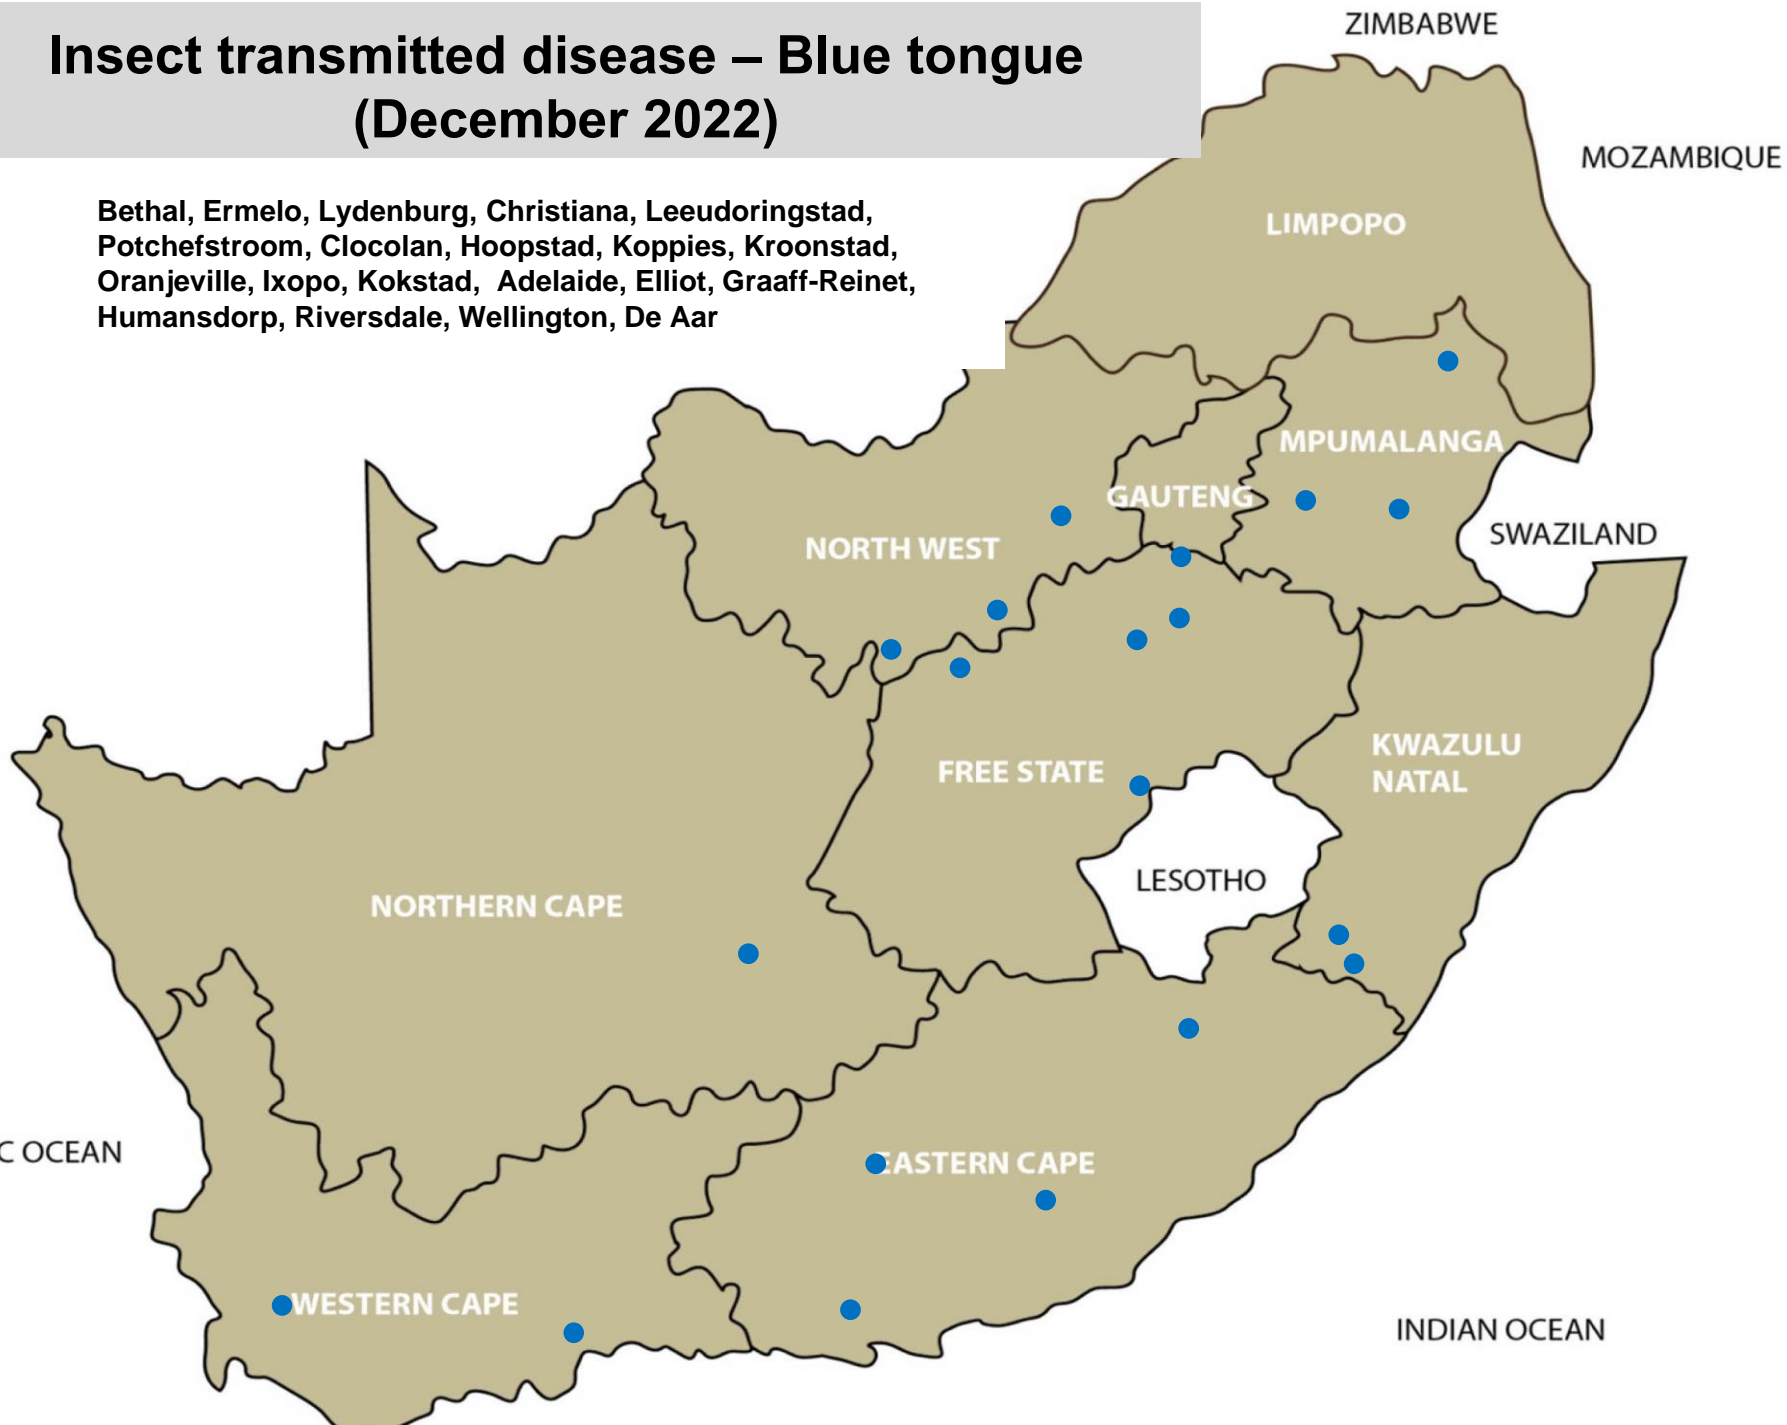 Insect transmitted disease – Blue tongue
(December 2022)
Bethal, Ermelo, Lydenburg, Christiana, Leeudoringstad,
Potchefstroom, Clocolan, Hoopstad, Koppies, Kroonstad,
Oranjeville, Ixopo, Kokstad,  Adelaide, Elliot, Graaff-Reinet,
Humansdorp, Riversdale, Wellington, De Aar
ZIMBABWE
MOZAMBIQUE
LIMPOPO
MPUMALANGA
GAUTENG
SWAZILAND
NORTH WEST
KWAZULU
NATAL
FREE STATE
LESOTHO
NORTHERN CAPE
C OCEAN
EASTERN CAPE
WESTERN CAPE
INDIAN OCEAN